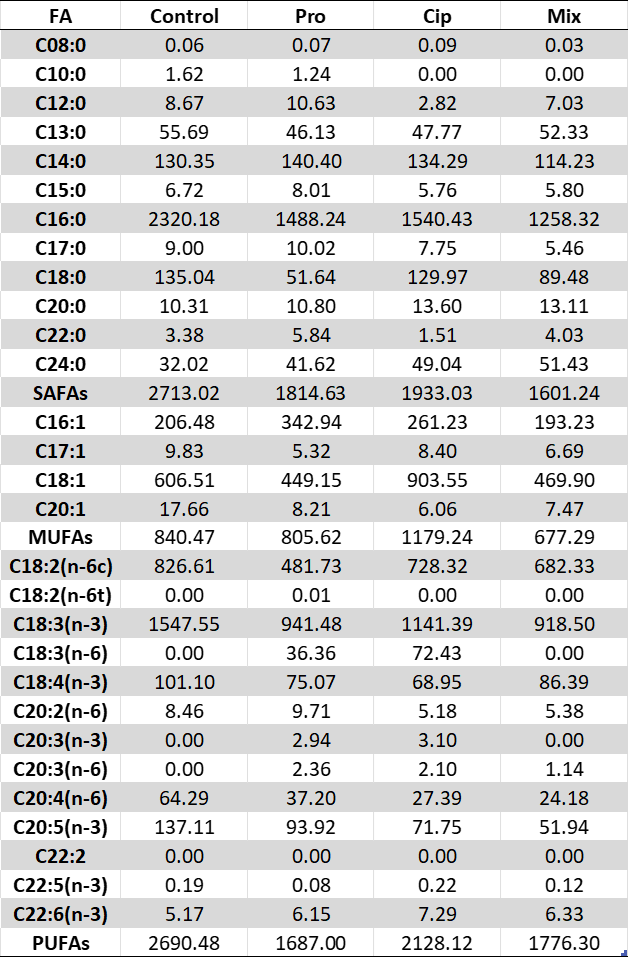 FA Control Pro Cip Mix
C08:0 0.06 0.07 0.09 0.03
C10:0 1.62 1.24 0.00 0.00
C12:0 8.67 10.63 2.82 7.03
C13:0 55.69 46.13 47.77 52.33
C14:0 130.35 140.40 134.29 114.23
C15:0 6.72 8.01 5.76 5.80
C16:0 2320.18 1488.24 1540.43 1258.32
C17:0 9.00 10.02 7.75 5.46
C18:0 135.04 51.64 129.97 89.48
C20:0 10.31 10.80 13.60 13.11
C22:0 3.38 5.84 1.51 4.03
C24:0 32.02 41.62 49.04 51.43
SAFAs 2713.02 1814.63 1933.03 1601.24
C16:1 206.48 342.94 261.23 193.23
C17:1 9.83 5.32 8.40 6.69
C18:1 606.51 449.15 903.55 469.90
C20:1 17.66 8.21 6.06 7.47
MUFAs 840.47 805.62 1179.24 677.29
C18:2(n-6c) 826.61 481.73 728.32 682.33
C18:2(n-6t) 0.00 0.01 0.00 0.00
C18:3(n-3) 1547.55 941.48 1141.39 918.50
C18:3(n-6) 0.00 36.36 72.43 0.00
C18:4(n-3) 101.10 75.07 68.95 86.39
C20:2(n-6) 8.46 9.71 5.18 5.38
C20:3(n-3) 0.00 2.94 3.10 0.00
C20:3(n-6) 0.00 2.36 2.10 1.14
C20:4(n-6) 64.29 37.20 27.39 24.18
C20:5(n-3) 137.11 93.92 71.75 51.94
C22:2 0.00 0.00 0.00 0.00
C22:5(n-3) 0.19 0.08 0.22 0.12
C22:6(n-3) 5.17 6.15 7.29 6.33
PUFAs 2690.48 1687.00 2128.12 1776.30